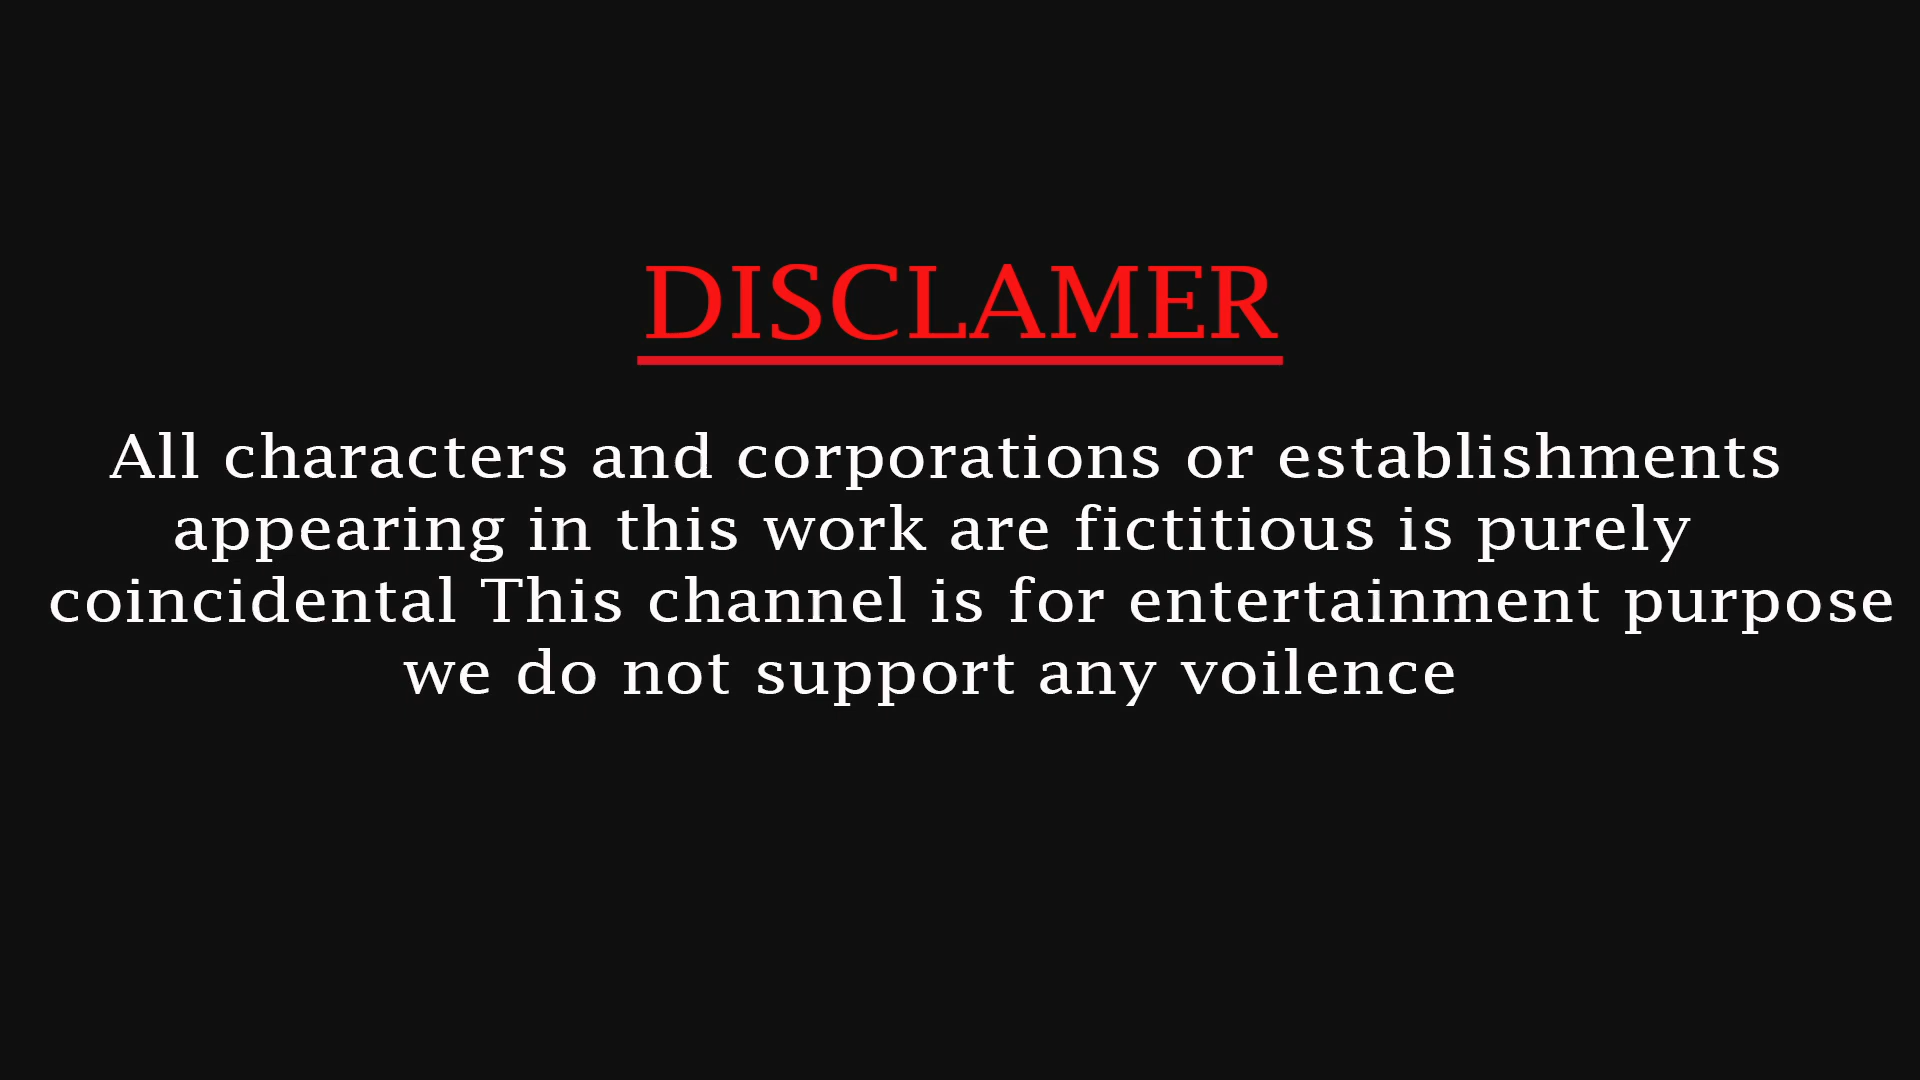 DISCLAMER
All characters and corporations or establishments
appearing in this work are fictitious is purely
coincidental This channel is for entertainment purpose
we do not support any voilence